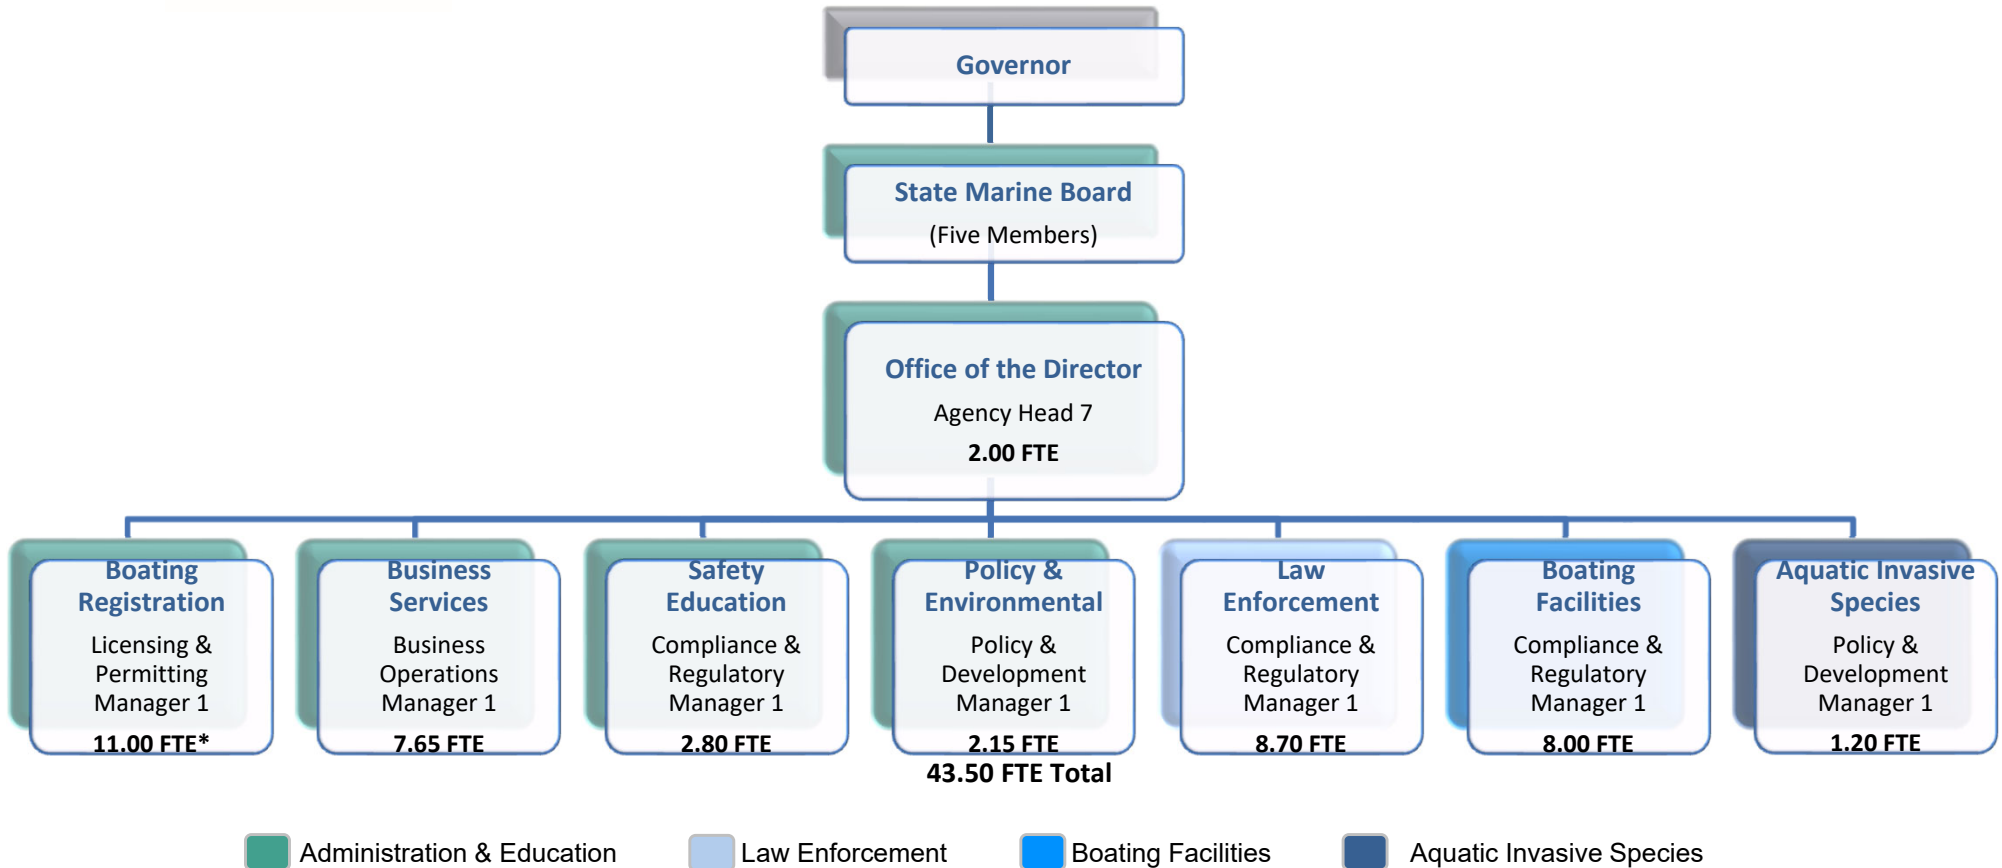 Governor
State Marine Board
(Five Members)
Office of the Director
Agency Head 7
2.00 FTE
Boating
Registration
Licensing &
Permitting
Manager 1
11.00 FTE*
Business
Services
Business
Operations
Manager 1
7.65 FTE
Safety
Education
Compliance &
Regulatory
Manager 1
2.80 FTE
Policy &
Environmental
Policy &
Development
Manager 1
2.15 FTE
Law
Enforcement
Compliance &
Regulatory
Manager 1
8.70 FTE
Boating
Facilities
Compliance &
Regulatory
Manager 1
8.00 FTE
Aquatic Invasive
Species
Policy &
Development
Manager 1
1.20 FTE
43.50 FTE Total
Administration & Education
Law Enforcement
Boating Facilities
Aquatic Invasive Species